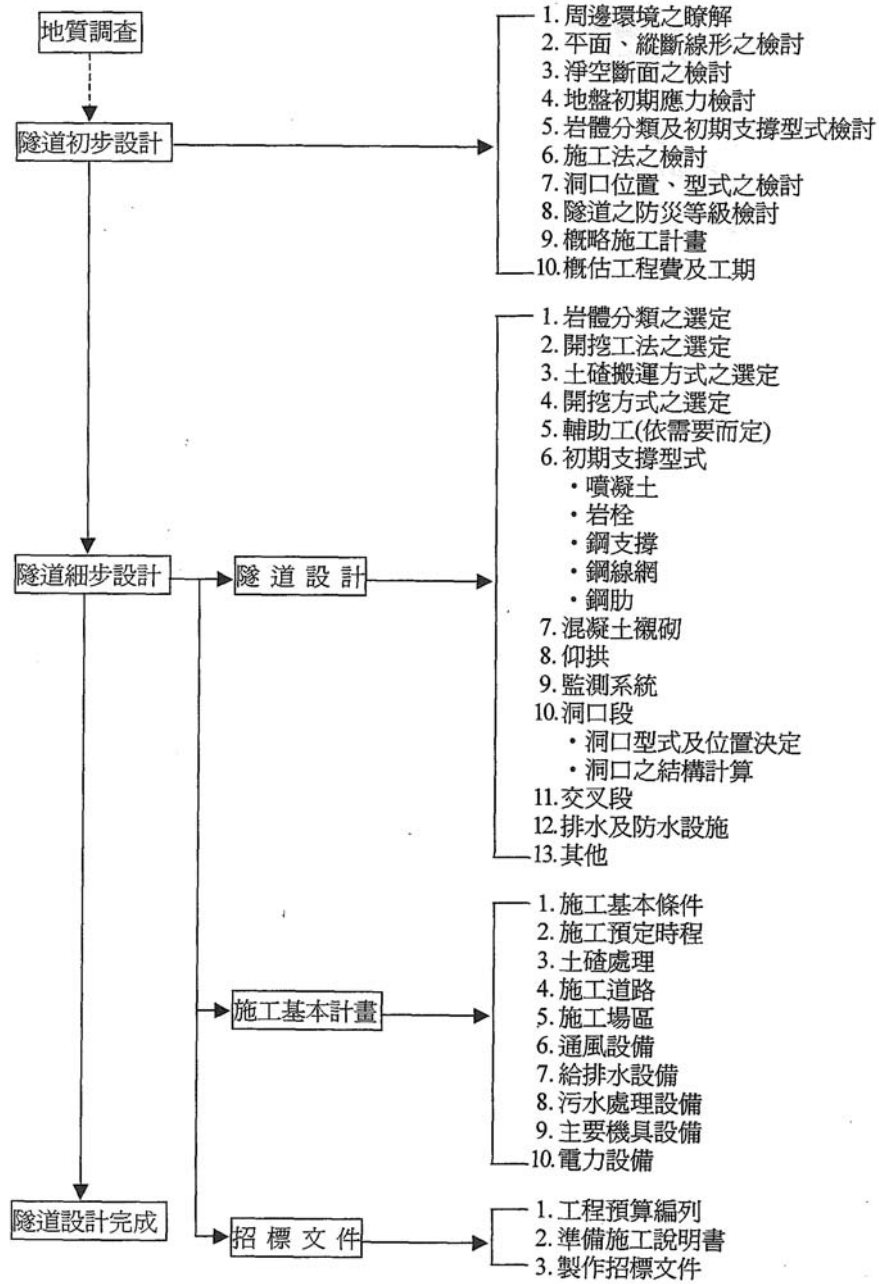 地質調查
隧道初步設計
1. 周邊環境之瞭解
2. 平面、縱斷線形之檢討
3. 淨空斷面之檢討
4. 地盤初期應力檢討
5. 岩體分類及初期支撐型式檢討
6. 施工法之檢討
7. 洞口位置、型式之檢討
8. 隧道之防災等級檢討
9. 概略施工計畫
10. 概估工程費及工期
隧道細步設計
隧道設計
1. 岩體分類之選定
2. 開挖工法之選定
3. 土碴搬運方式之選定
4. 開挖方式之選定
5. 輔助工(依需要而定)
6. 初期支撐型式
・噴凝土
・岩栓
・鋼支撐
・鋼線網
・鋼肋
7. 混凝土襯砌
8. 仰拱
9. 監測系統
10. 洞口段
・洞口型式及位置決定
・洞口之結構計算
11. 交叉段
12. 排水及防水設施
13. 其他
施工基本計畫
1. 施工基本條件
2. 施工預定時程
3. 土碴處理
4. 施工道路
5. 施工場區
6. 通風設備
7. 給排水設備
8. 污水處理設備
9. 主要機具設備
10. 電力設備
隧道設計完成
招標文件
1. 工程預算編列
2. 準備施工說明書
3. 製作招標文件